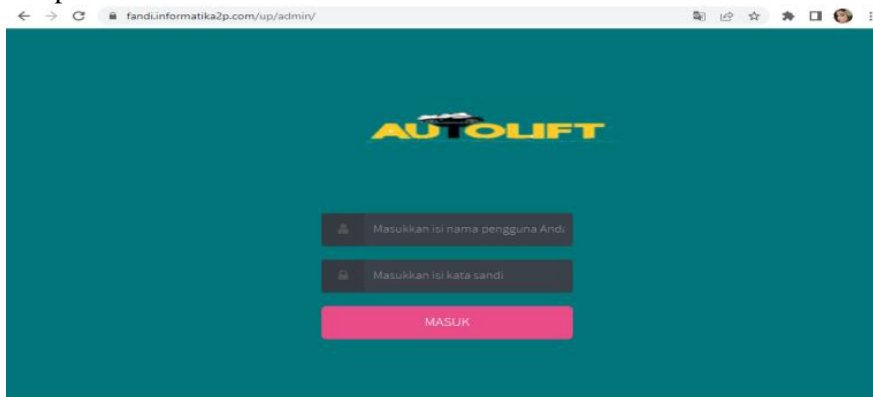 fandi.informatika2p.com/up/admin/
AUTOLIFT
Masukkan isi nama pengguna Anda
Masukkan isi kata sandi
MASUK